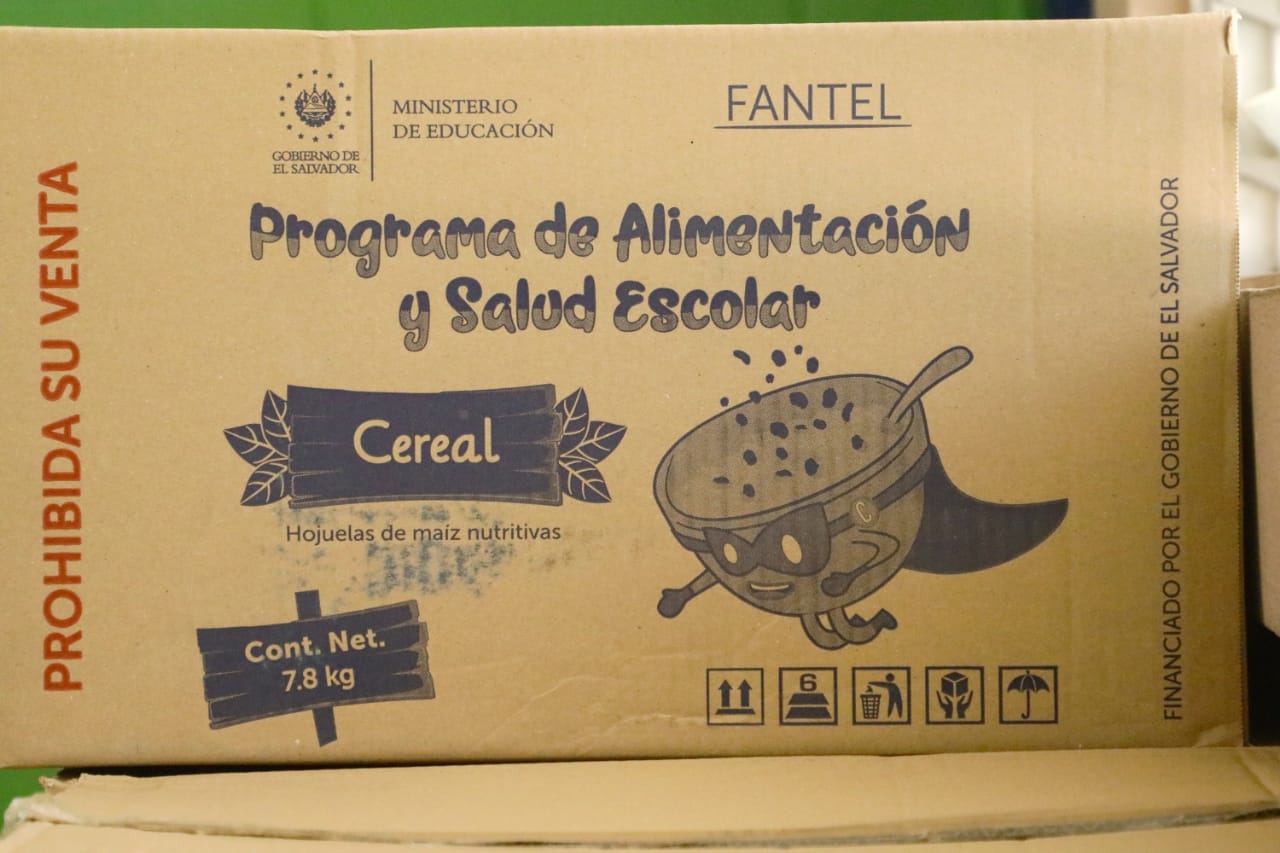 GOBIERNO DE
EL SALVADOR
MINISTERIO
DE EDUCACIÓN
FANTEL
Programa de Alimentación
y Salud Escolar
Cereal
Hojuelas de maíz nutritivas
Cont. Net.
7.8 kg
C
6
PROHIBIDA SU VENTA
FINANCIADO POR EL GOBIERNO DE EL SALVADOR